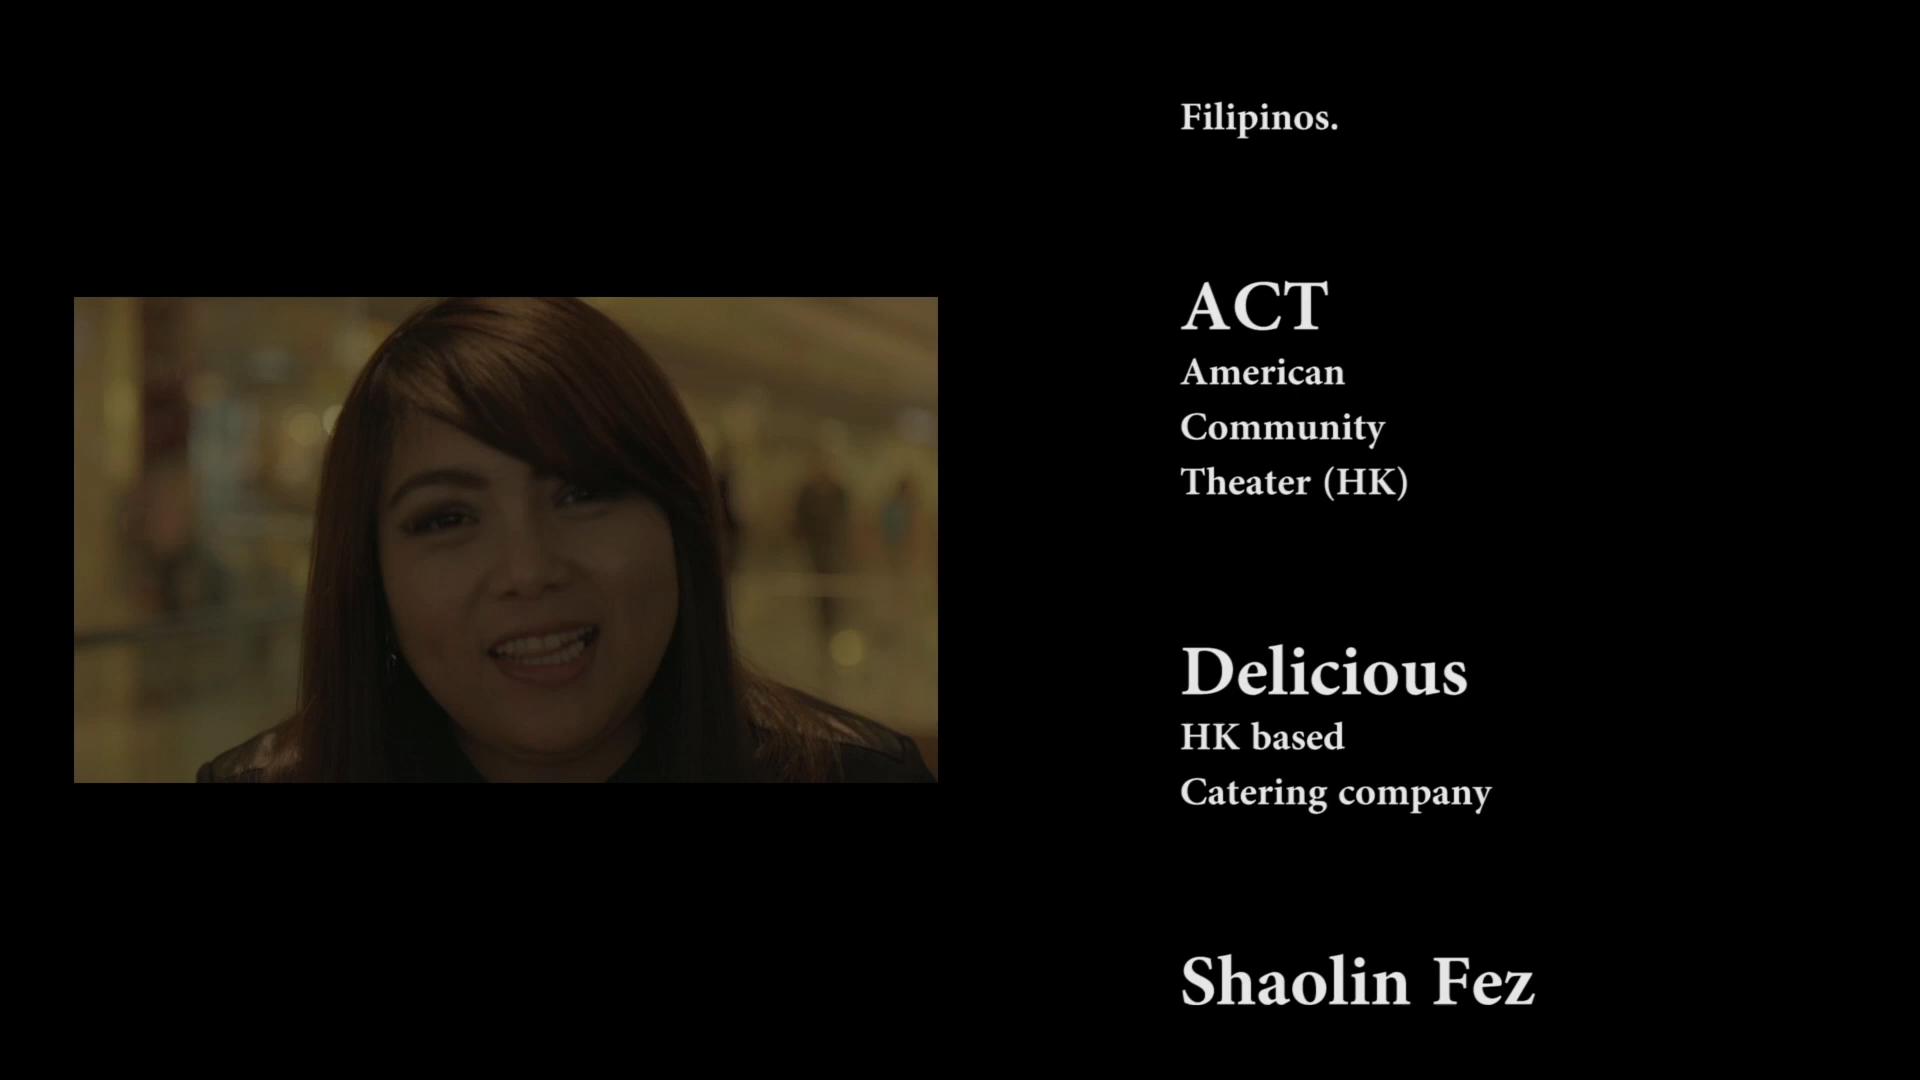 Filipinos.
ACT
American
Community
Theater (HK)
Delicious
HK based
Catering company
Shaolin Fez